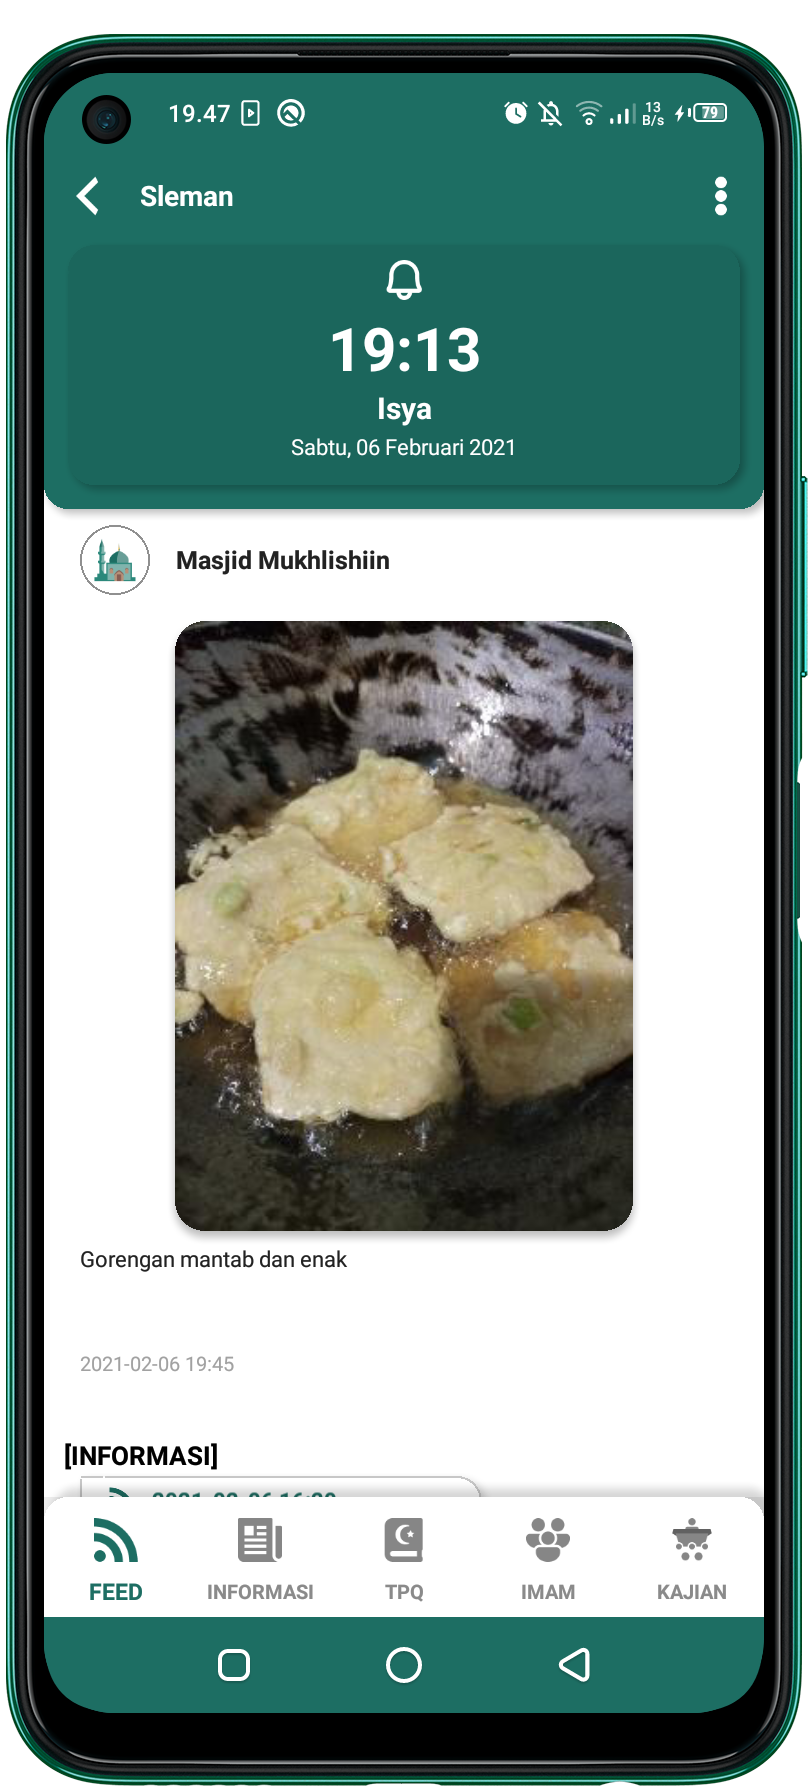 19.47
13
B/s
79
Sleman
19:13
Isya
Sabtu, 06 Februari 2021
Masjid Mukhlishiin
Gorengan mantab dan enak
2021-02-06 19:45
[INFORMASI]
FEED
INFORMASI
TPQ
IMAM
KAJIAN